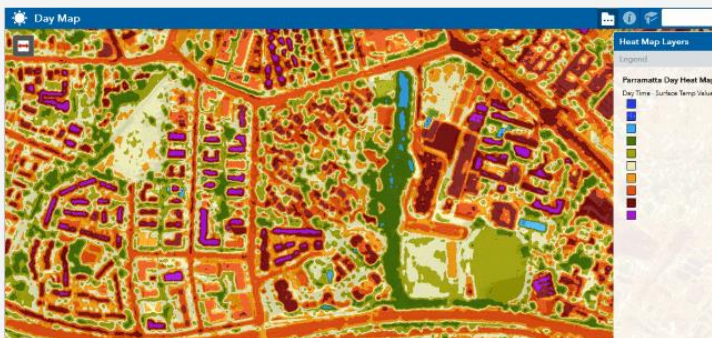 Day Map
Heat Map Layers
Legend
Parramatta Day Heat Map
Day Time - Surface Temp Value